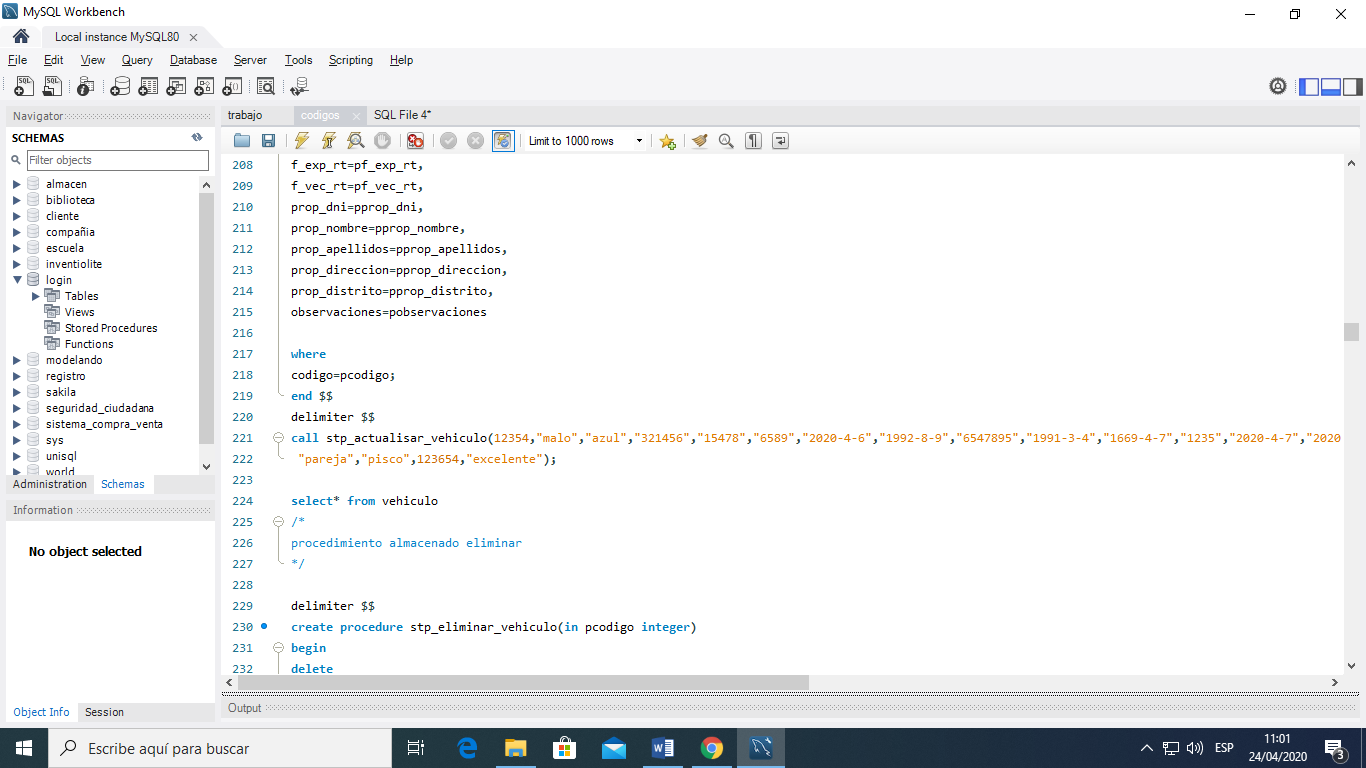 MySQL Workbench
Local instance MySQL80
File Edit View Query Database Server Tools Scripting Help
Navigator
SCHEMAS
Filter objects
almacen
biblioteca
cliente
compañia
escuela
inventiolite
login
Tables
Views
Stored Procedures
Functions
modelando
registro
sakila
seguridad_ciudadana
sistema_compra_venta
sys
unisql
world
Administration Schemas
Information
No object selected
Object Info Session
trabajo codigos SQL File 4*
Limit to 1000 rows
208 f_exp_rt=pf_exp_rt,
209 f_vec_rt=pf_vec_rt,
210 prop_dni=pprop_dni,
211 prop_nombre=pprop_nombre,
212 prop_apellidos=pprop_apellidos,
213 prop_direccion=pprop_direccion,
214 prop_distrito=pprop_distrito,
215 observaciones=pobservaciones
216
217 where
218 codigo=pcodigo;
219 end $$
220 delimiter $$
221 call stp_actualisar_vehiculo(12354,"malo","azul","321456","15478","6589","2020-4-6","1992-8-9","6547895","1991-3-4","1669-4-7","1235","2020-4-7","2020
222 "pareja","pisco",123654,"excelente");
223
224 select* from vehiculo
225 /*
226 procedimiento almacenado eliminar
227 */
228
229 delimiter $$
230 create procedure stp_eliminar_vehiculo(in pcodigo integer)
231 begin
232 delete
Output
Escribe aquí para buscar
ESP
11:01
24/04/2020
3